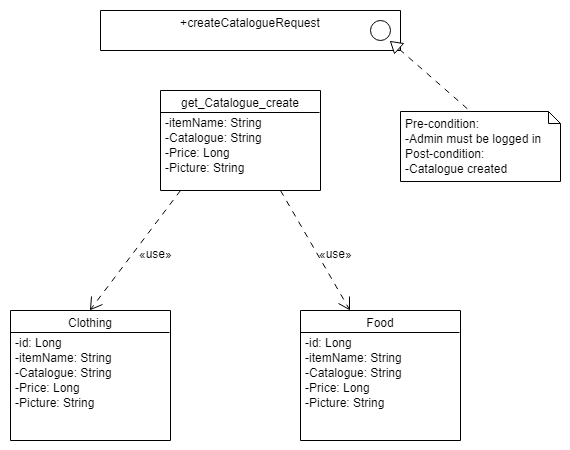 +createCatalogueRequest
get_Catalogue_create
-itemName: String
-Catalogue: String
-Price: Long
-Picture: String
Pre-condition:
-Admin must be logged in
Post-condition:
-Catalogue created
«use»
«use»
Clothing
-id: Long
-itemName: String
-Catalogue: String
-Price: Long
-Picture: String
Food
-id: Long
-itemName: String
-Catalogue: String
-Price: Long
-Picture: String